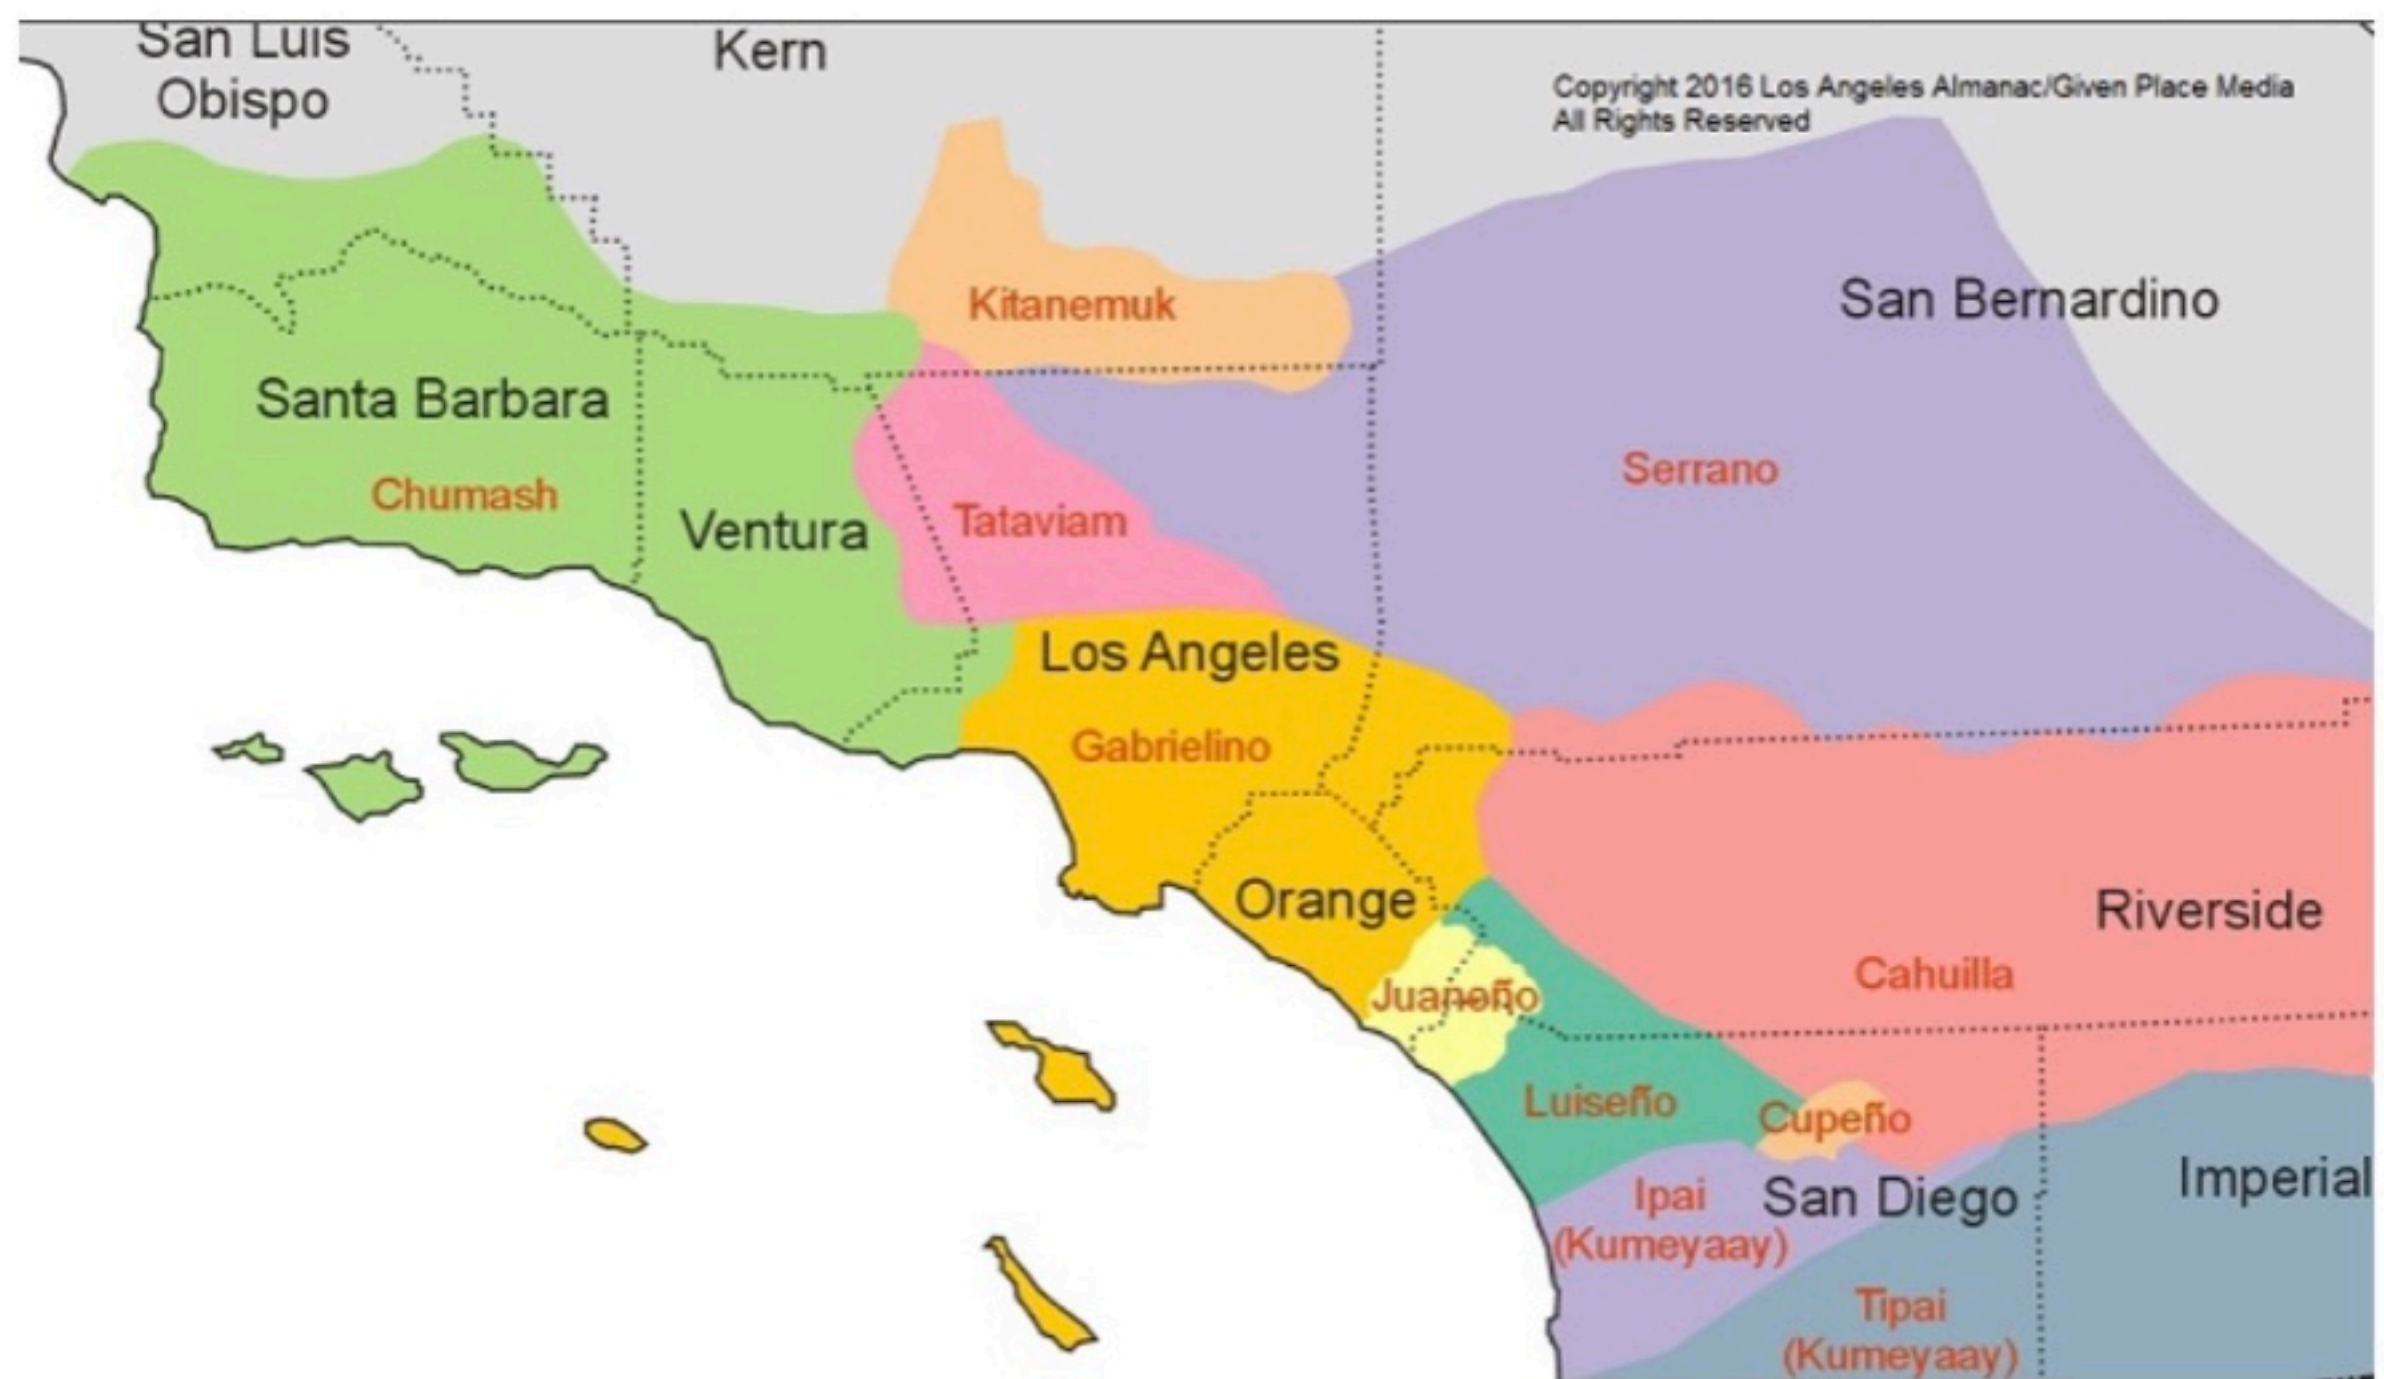 San Luis
Obispo
Kern
Copyright 2016 Los Angeles Almanac/Given Place Media
All Rights Reserved
Kitanemuk
San Bernardino
Santa Barbara
Chumash
Serrano
Ventura
Tataviam
Los Angeles
Gabrielino
Orange
Riverside
Cahuilla
Juaneño
Luiseño
Cupeño
Ipai
(Kumeyaay)
San Diego
Imperial
Tipai
(Kumeyaay)